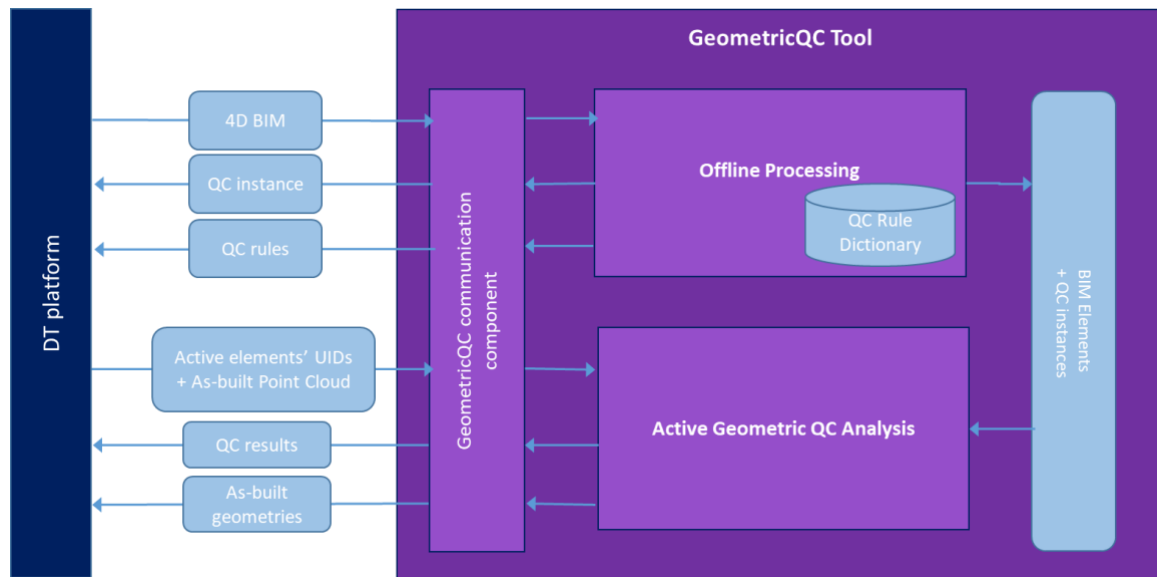 DT platform
4D BIM
QC instance
QC rules
Active elements’ UIDs
+ As-built Point Cloud
QC results
As-built
geometries
GeometricQC Tool
GeometricQC communication
component
Offline Processing
QC Rule
Dictionary
Active Geometric QC Analysis
BIM Elements
+ QC instances